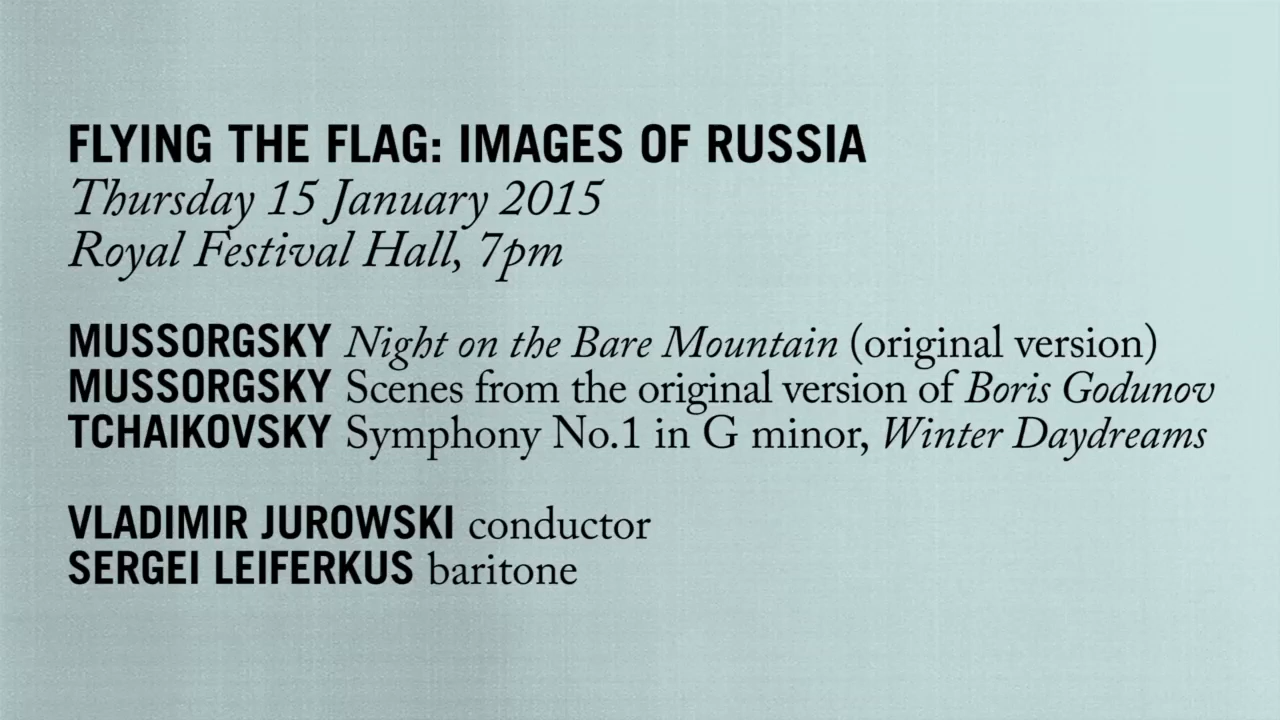 FLYING THE FLAG: IMAGES OF RUSSIA
Thursday 15 January 2015
Royal Festival Hall, 7pm
MUSSORGSKY Night on the Bare Mountain (original version)
MUSSORGSKY Scenes from the original version of Boris Godunov
TCHAIKOVSKY Symphony No.1 in G minor, Winter Daydreams
VLADIMIR JUROWSKI conductor
SERGEI LEIFERKUS baritone